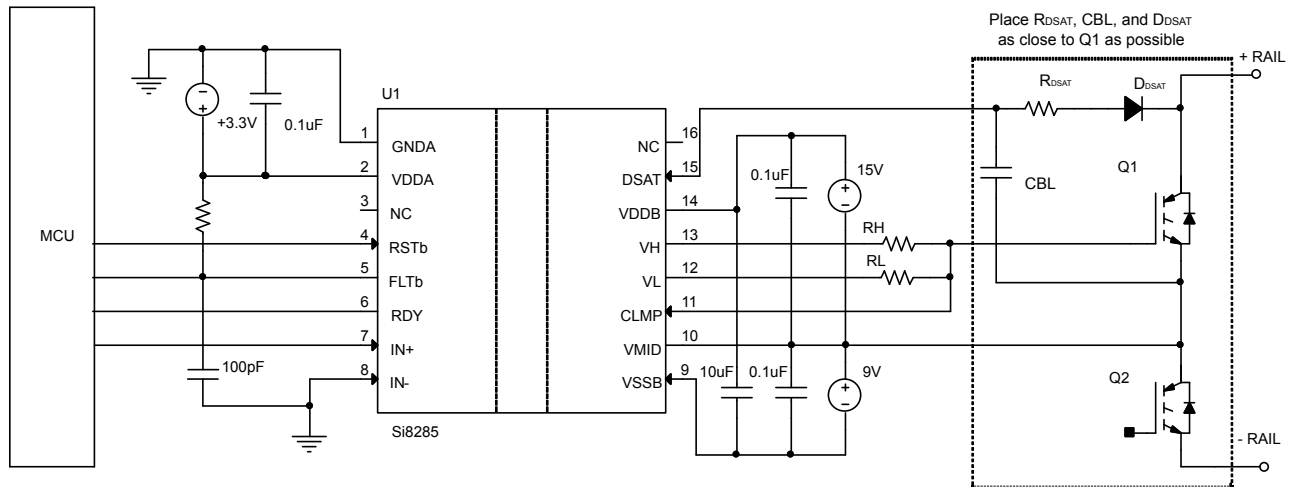 Place RDSAT, CBL, and DDSAT
as close to Q1 as possible
+ RAIL
RDSAT
DDSAT
U1
+3.3V
0.1uF
1
GNDA
2
VDDA
3
NC
4
RSTb
5
FLTb
6
RDY
7
IN+
8
IN-
MCU
100pF
Si8285
16
NC
15
DSAT
14
VDDB
13
VH
12
VL
11
CLMP
10
VMID
9
VSSB
0.1uF
15V
RH
RL
10uF
0.1uF
9V
CBL
Q1
Q2
- RAIL